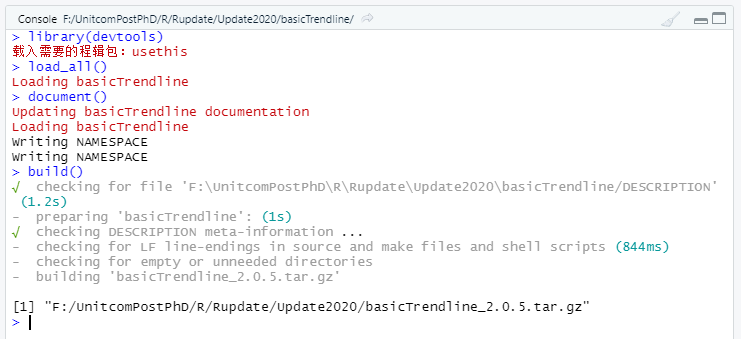 Console F:/UnitcomPostPhD/R/Rupdate/Update2020/basicTrendline/
> library(devtools)
载入需要的程辑包：usethis
> load_all()
Loading basicTrendline
> document()
Updating basicTrendline documentation
Loading basicTrendline
Writing NAMESPACE
Writing NAMESPACE
> build()
√  checking for file 'F:\UnitcomPostPhD\R\Rupdate\Update2020\basicTrendline/DESCRIPTION'
(1.2s)
-  preparing 'basicTrendline': (1s)
√  checking DESCRIPTION meta-information ...
-  checking for LF line-endings in source and make files and shell scripts (844ms)
-  checking for empty or unneeded directories
-  building 'basicTrendline_2.0.5.tar.gz'
[1] "F:/UnitcomPostPhD/R/Rupdate/Update2020/basicTrendline_2.0.5.tar.gz"
>